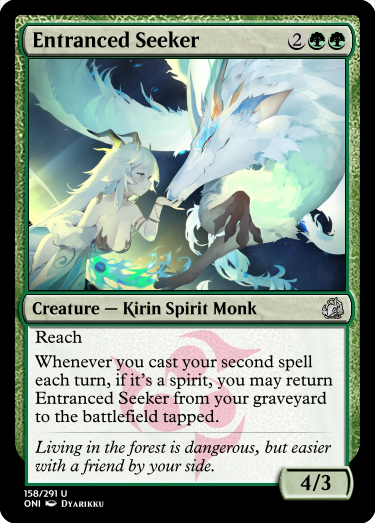 Entranced Seeker 2
Creature — Kirin Spirit Monk
Reach
Whenever you cast your second spell
each turn, if it's a spirit, you may return
Entranced Seeker from your graveyard
to the battlefield tapped.
Living in the forest is dangerous, but easier
with a friend by your side.
4/3
158/291 U
ONI DYARIKKU